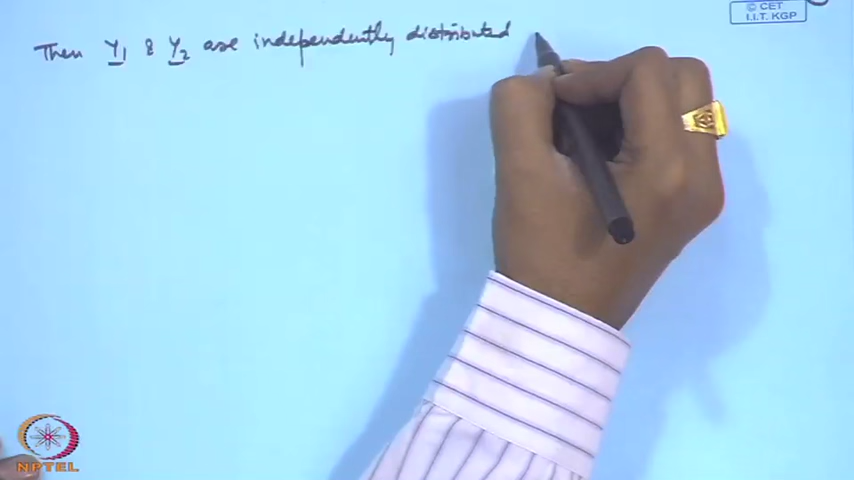 © CET
I.I.T. KGP
Then Y1 & Y2 are independently distributed
NPTEL